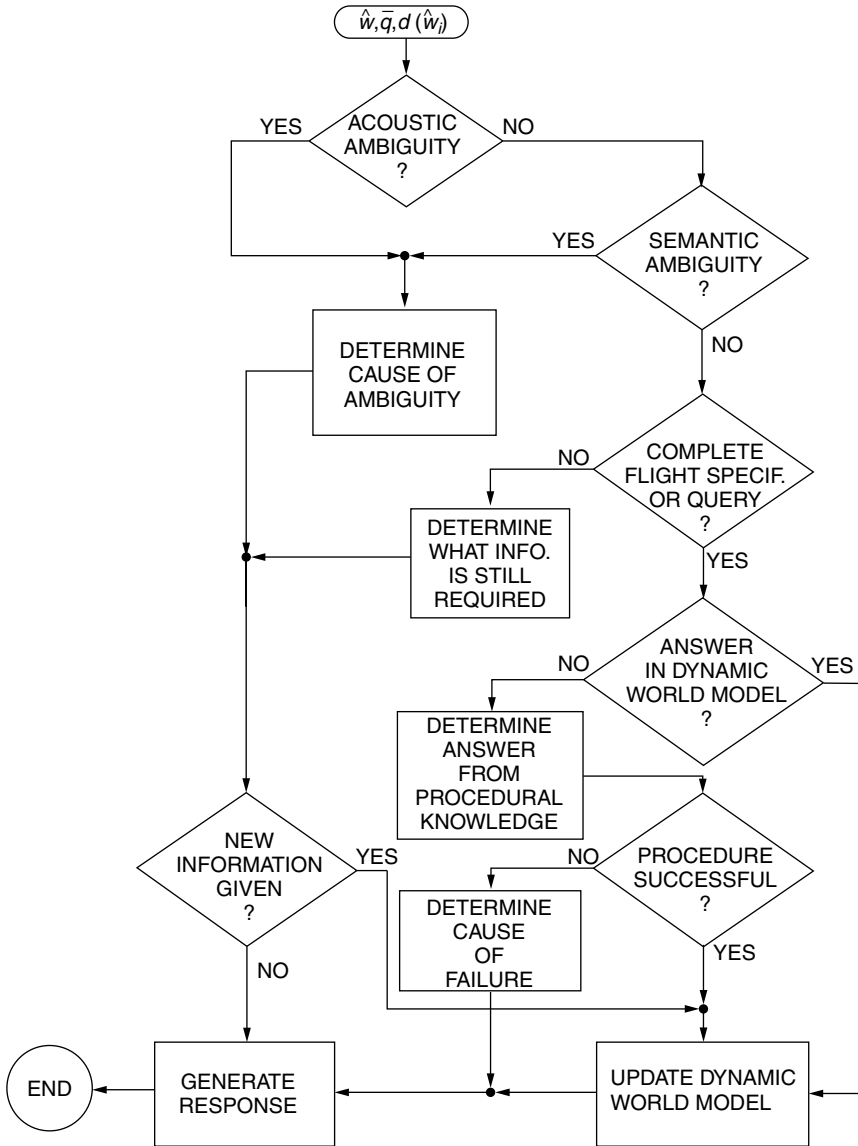 ŵ, q̄, d (ŵᵢ)
ACOUSTIC
AMBIGUITY
?
YES
NO
SEMANTIC
AMBIGUITY
?
YES
NO
DETERMINE
CAUSE OF
AMBIGUITY
COMPLETE
FLIGHT SPECIF.
OR QUERY
?
NO
YES
DETERMINE
WHAT INFO.
IS STILL
REQUIRED
ANSWER
IN DYNAMIC
WORLD MODEL
?
NO
YES
DETERMINE
ANSWER
FROM
PROCEDURAL
KNOWLEDGE
NEW
INFORMATION
GIVEN
?
YES
NO
PROCEDURE
SUCCESSFUL
?
NO
YES
DETERMINE
CAUSE
OF
FAILURE
END
GENERATE
RESPONSE
UPDATE DYNAMIC
WORLD MODEL